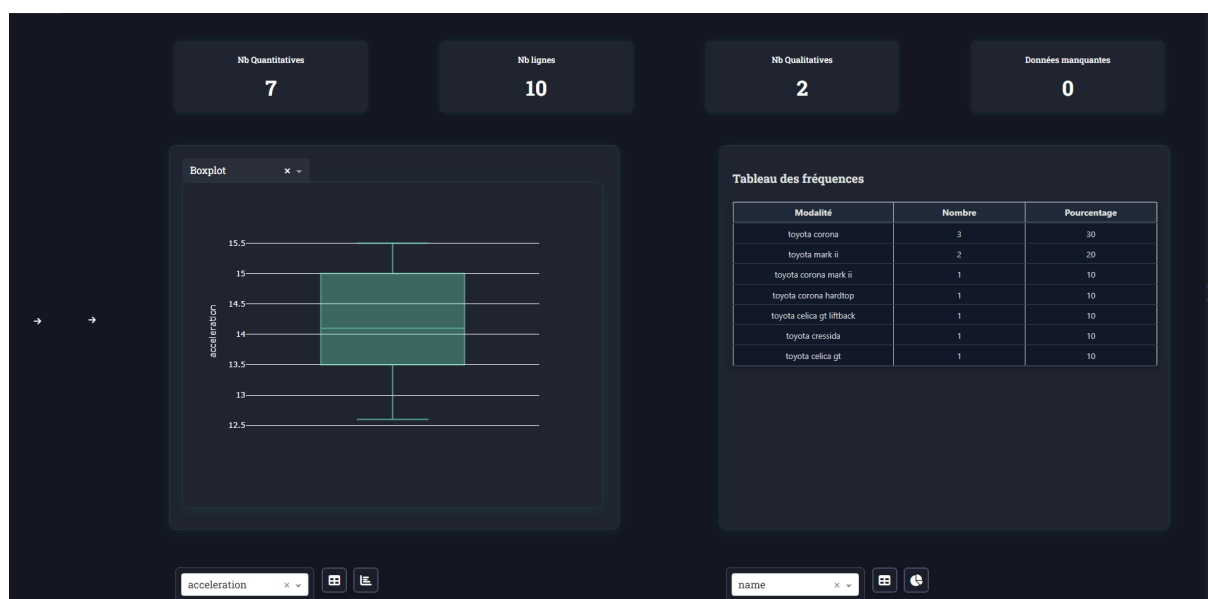 Nb Quantitatives
7
Nb lignes
10
Nb Qualitatives
2
Données manquantes
0
Boxplot × 
15.5
15
14.5
14
13.5
13
12.5
acceleration
Tableau des fréquences
Modalité Nombre Pourcentage
toyota corona 3 30
toyota mark ii 2 20
toyota corona mark ii 1 10
toyota corona hardtop 1 10
toyota celica gt liftback 1 10
toyota cressida 1 10
toyota celica gt 1 10
acceleration ×
name ×